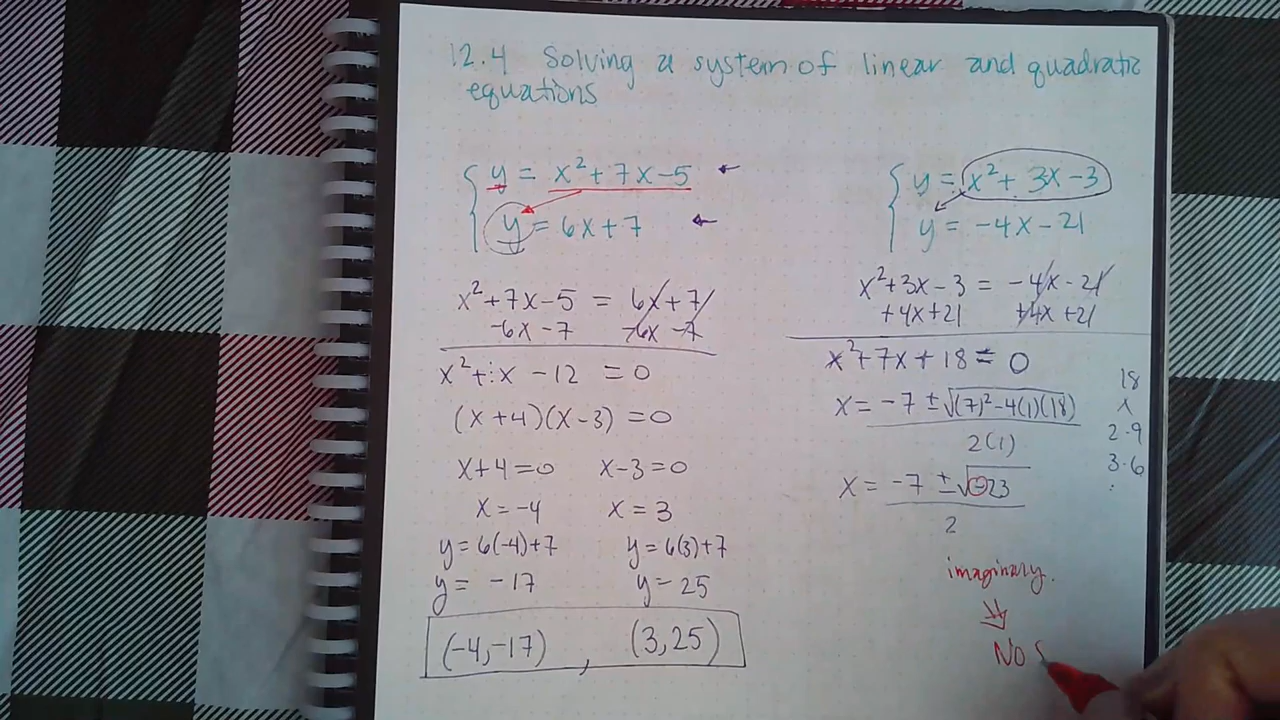 12.4 Solving a system of linear and quadratic
equations
y = x² + 7x - 5
y = 6x + 7
x² + 7x - 5 = 6x + 7
-6x - 7 -6x - 7
x² + x - 12 = 0
(x + 4)(x - 3) = 0
x + 4 = 0 x - 3 = 0
x = -4 x = 3
y = 6(-4) + 7 y = 6(3) + 7
y = -17 y = 25
(-4, -17) , (3, 25)
y = x² + 3x - 3
y = -4x - 21
x² + 3x - 3 = -4x - 21
+4x + 21 +4x + 21
x² + 7x + 18 = 0
x = -7 ± √(7)² - 4(1)(18)
2(1)
x = -7 ± √-23
2
18
2·9
3·6
imaginary.
No S